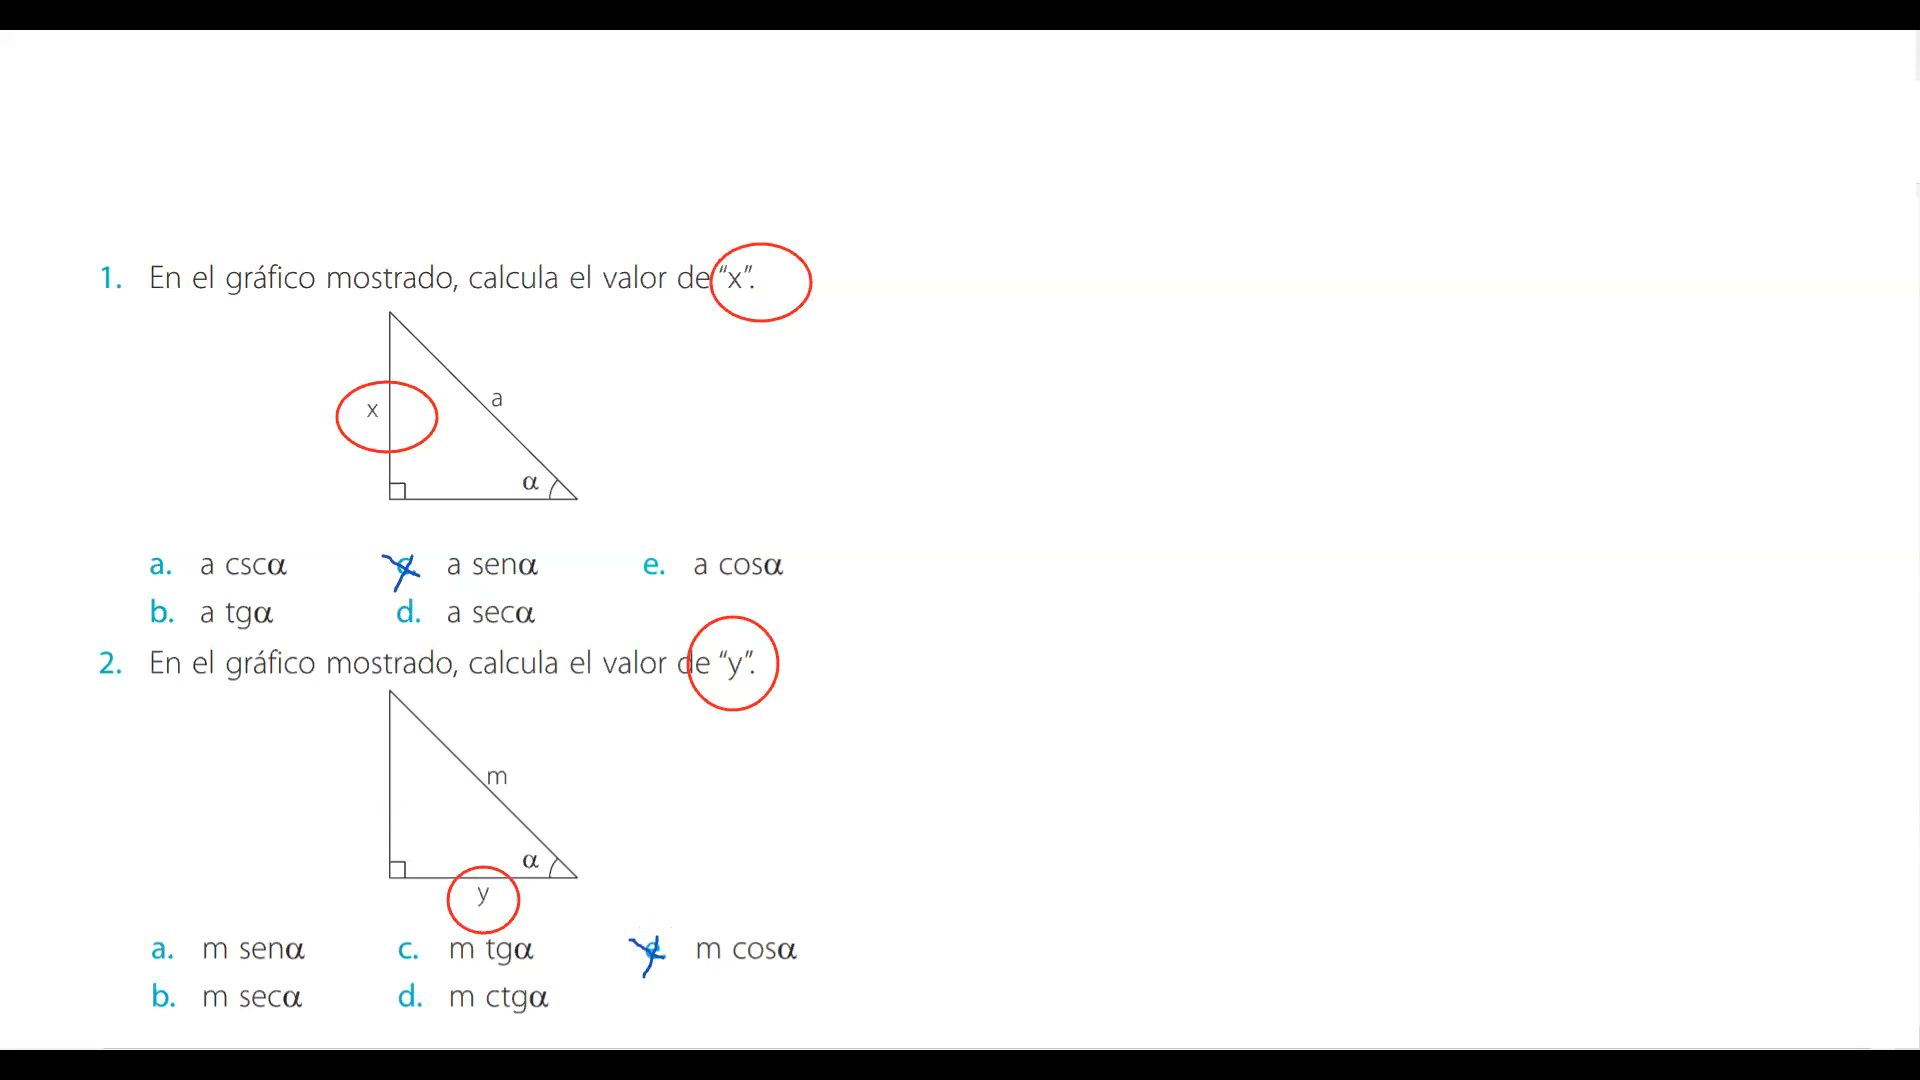 1. En el gráfico mostrado, calcula el valor de “x”.
x
a
α
a. a cscα a senα e. a cosα
b. a tgα d. a secα
2. En el gráfico mostrado, calcula el valor de “y”.
m
α
y
a. m senα c. m tgα m cosα
b. m secα d. m ctgα